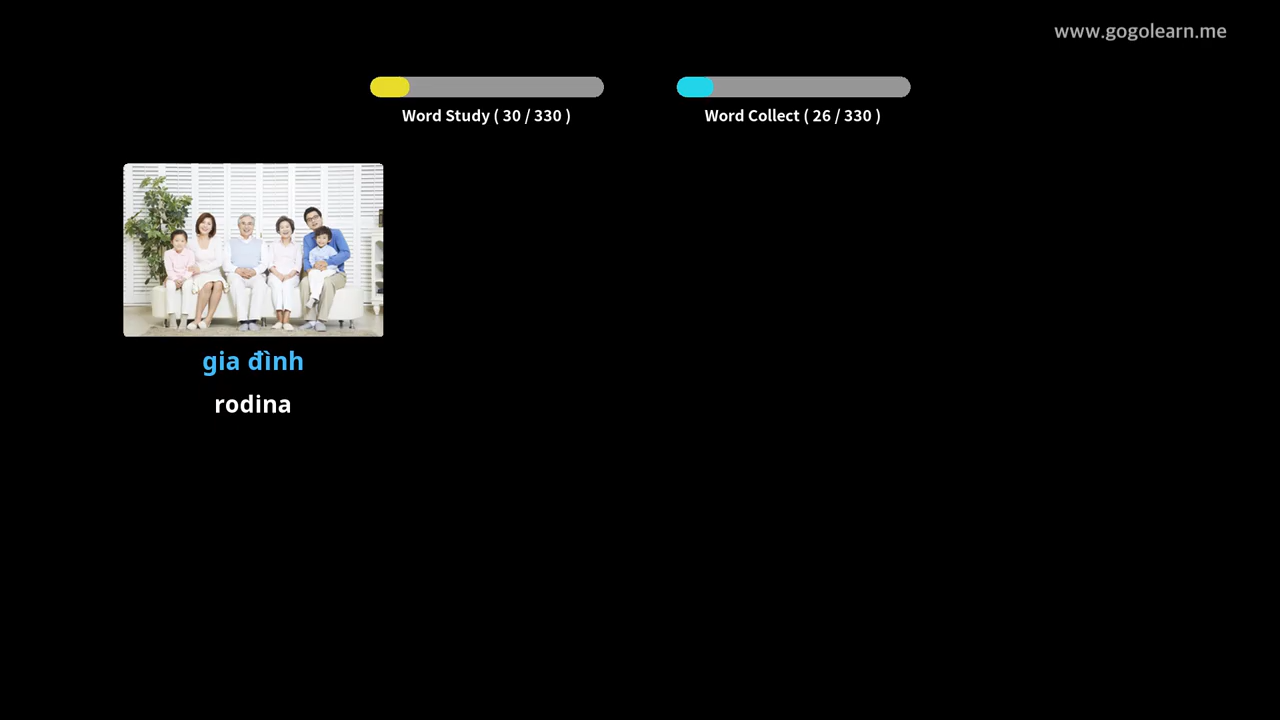 www.gogolearn.me
Word Study ( 30 / 330 )
Word Collect ( 26 / 330 )
gia đình
rodina